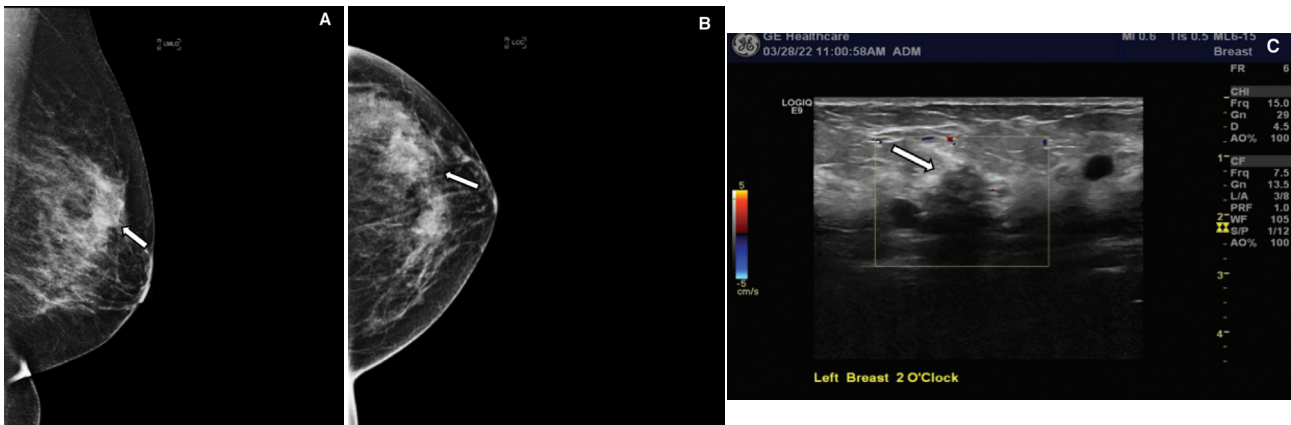 A
LMLO
B
LCC
C
GE Healthcare
03/28/22 11:00:58AM ADM
MI 0.6 TIs 0.5 ML6-15
Breast
LOGIQ
E9
FR 6
CHI
Frq 15.0
Gn 29
D 4.5
AO% 100
CF
Frq 7.5
Gn 13.5
L/A 3/8
PRF 1.0
WF 105
S/P 1/12
AO% 100
1
2
3
4
5
-5
cm/s
Left Breast 2 O'Clock